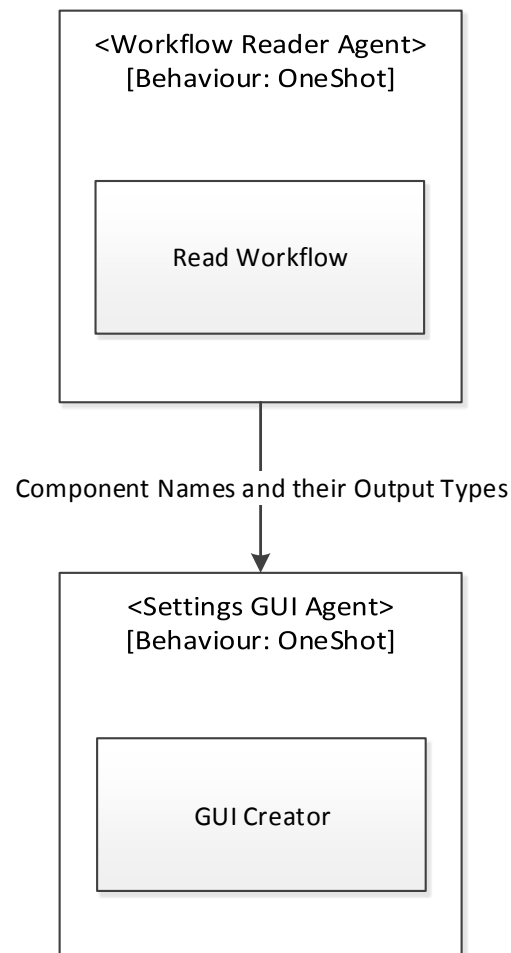 <Workflow Reader Agent>
[Behaviour: OneShot]
Read Workflow
Component Names and their Output Types
<Settings GUI Agent>
[Behaviour: OneShot]
GUI Creator